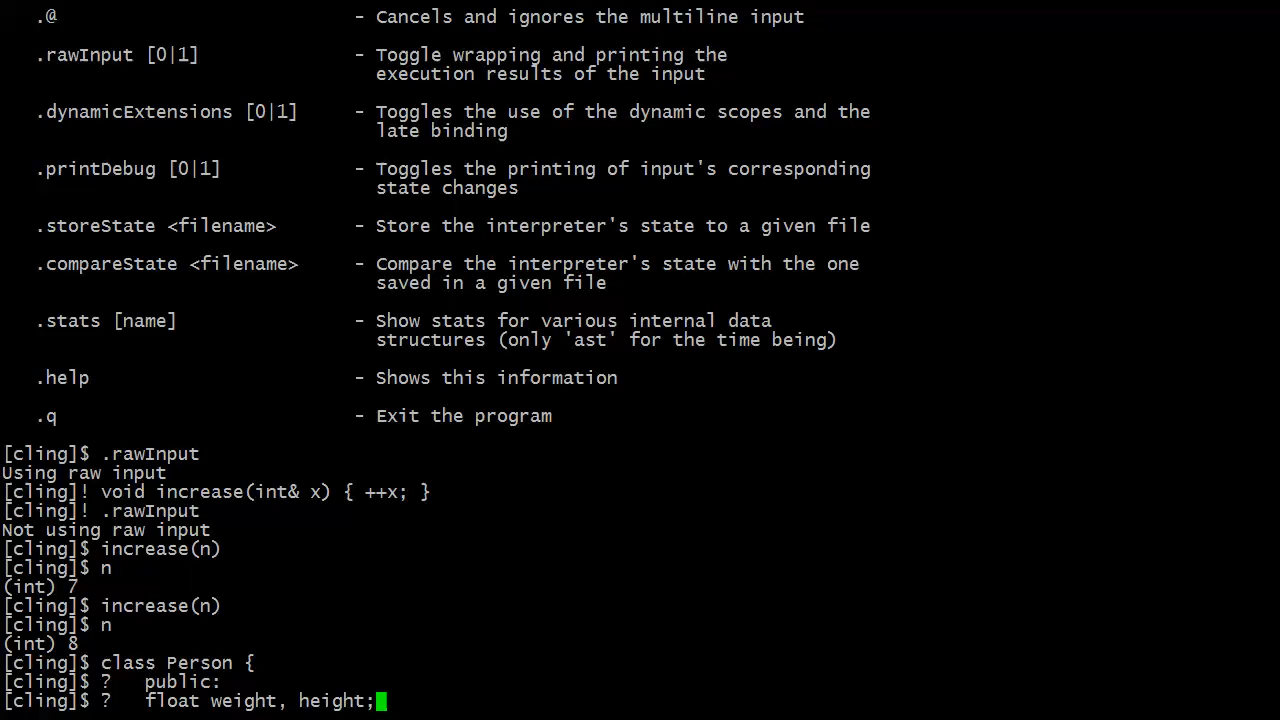 .@ - Cancels and ignores the multiline input
.rawInput [0|1] - Toggle wrapping and printing the
execution results of the input
.dynamicExtensions [0|1] - Toggles the use of the dynamic scopes and the
late binding
.printDebug [0|1] - Toggles the printing of input's corresponding
state changes
.storeState <filename> - Store the interpreter's state to a given file
.compareState <filename> - Compare the interpreter's state with the one
saved in a given file
.stats [name] - Show stats for various internal data
structures (only 'ast' for the time being)
.help - Shows this information
.q - Exit the program
[cling]$ .rawInput
Using raw input
[cling]! void increase(int& x) { ++x; }
[cling]! .rawInput
Not using raw input
[cling]$ increase(n)
[cling]$ n
(int) 7
[cling]$ increase(n)
[cling]$ n
(int) 8
[cling]$ class Person {
[cling]$ ? public:
[cling]$ ? float weight, height;